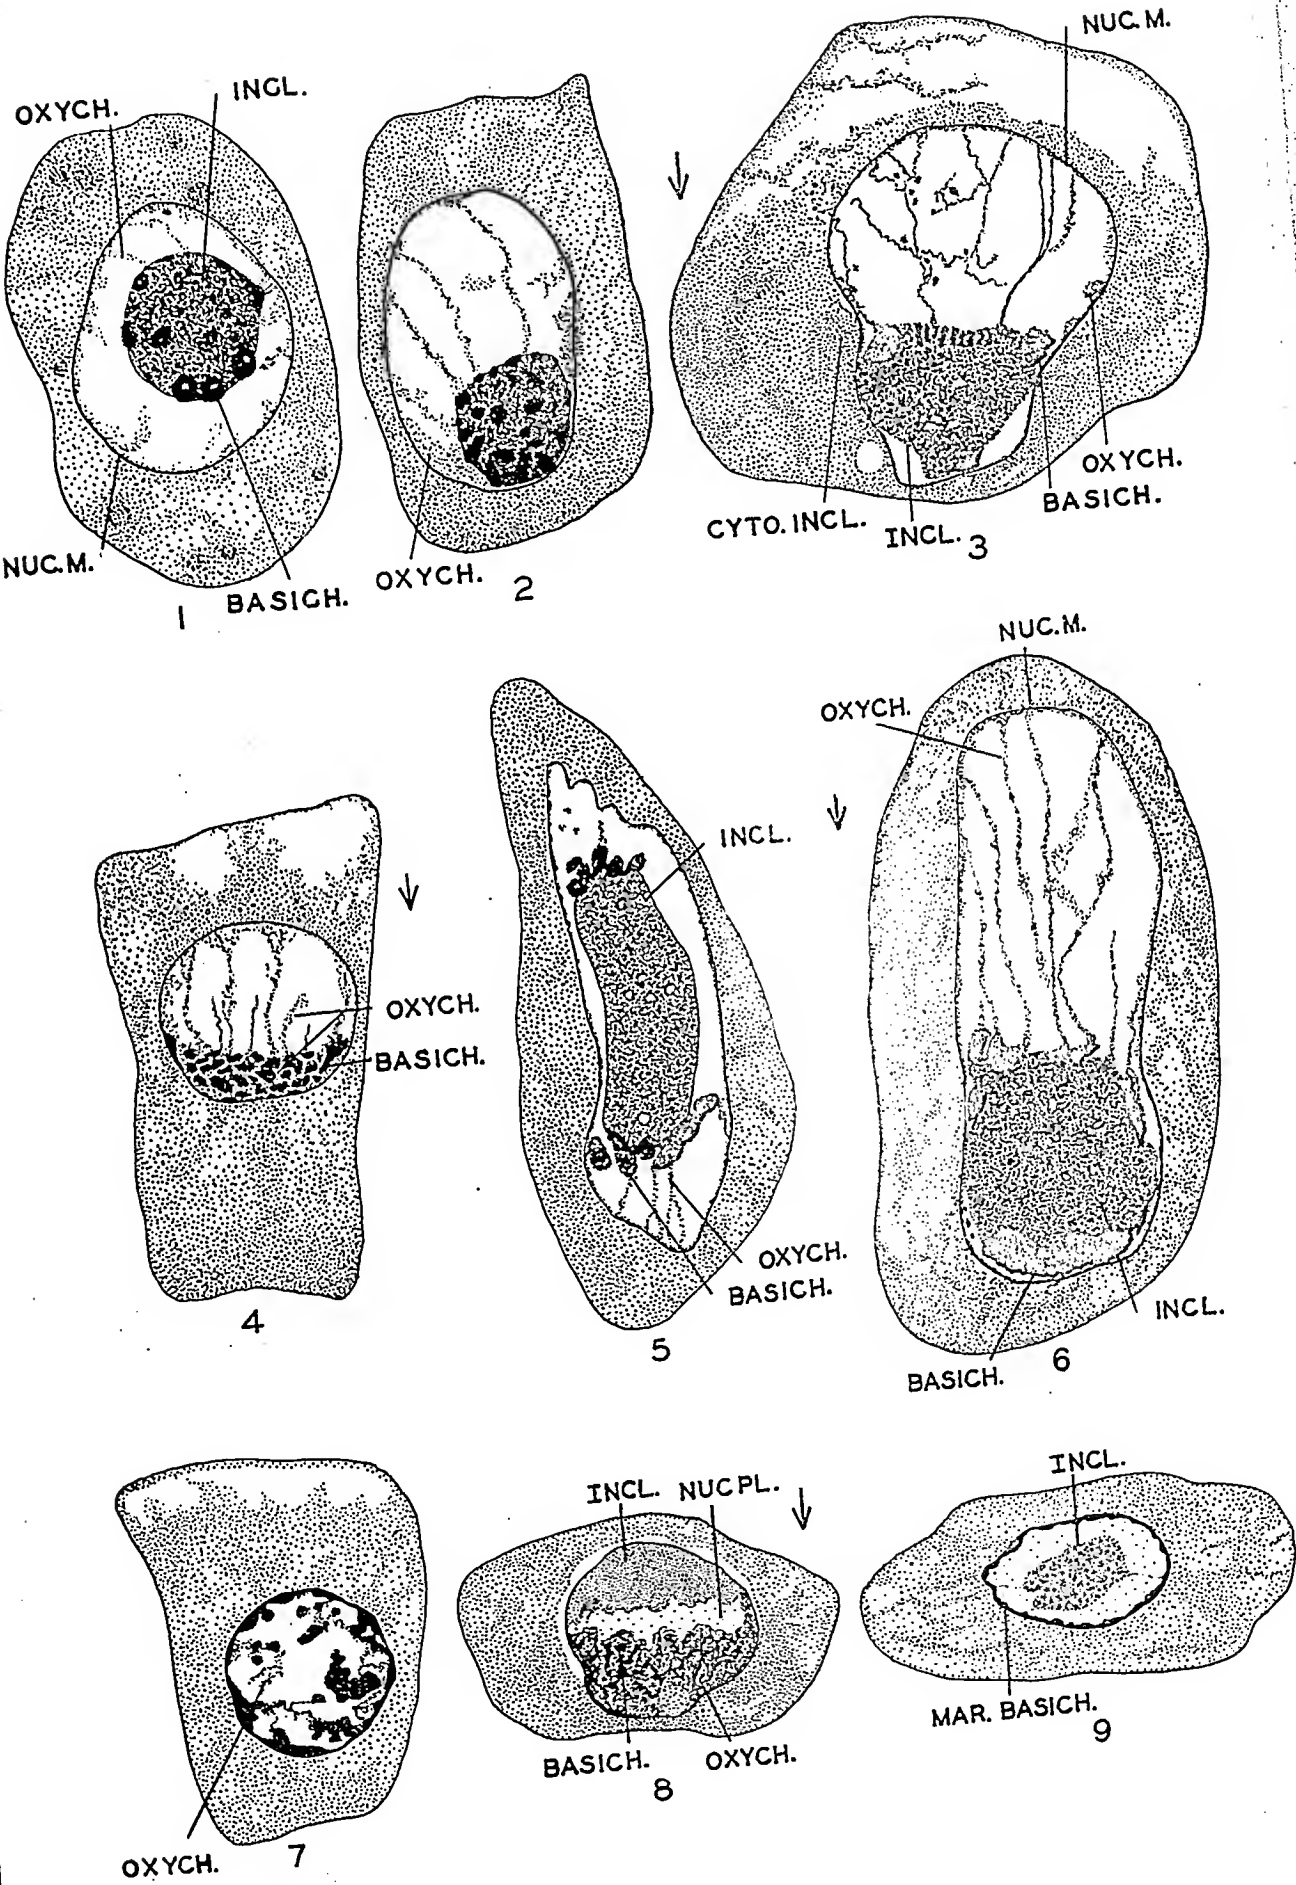 OXYCH.
INCL.
NUC.M.
BASICH.
1
OXYCH.
2
NUC.M.
CYTO. INCL.
INCL.
BASICH.
OXYCH.
3
OXYCH.
BASICH.
4
INCL.
OXYCH.
BASICH.
5
NUC.M.
OXYCH.
INCL.
BASICH.
6
OXYCH.
7
INCL.
NUC PL.
BASICH.
OXYCH.
8
INCL.
MAR. BASICH.
9